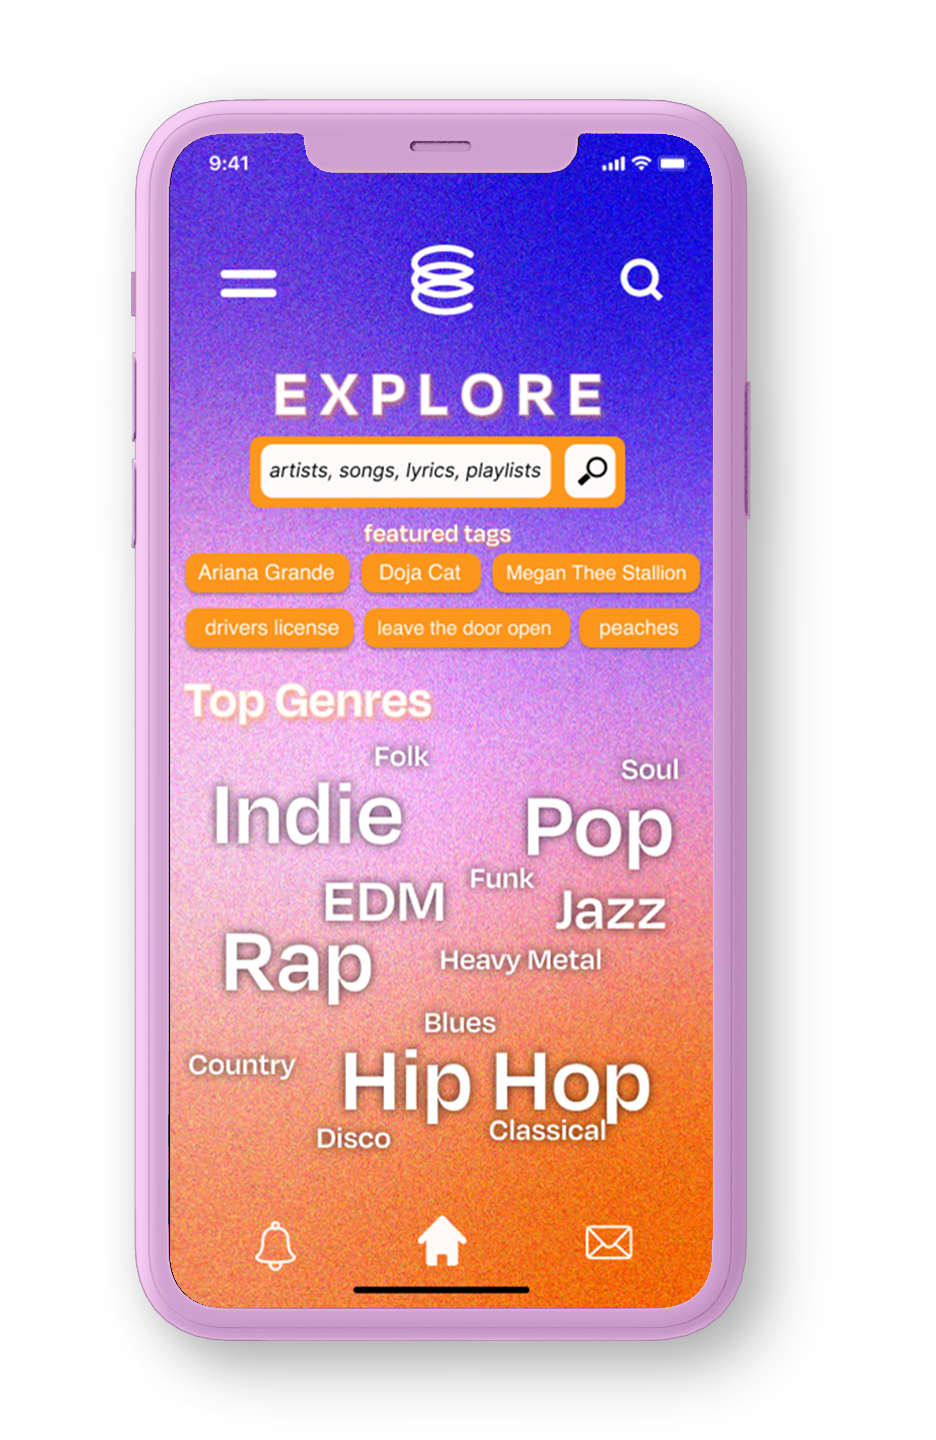 9:41
EXPLORE
artists, songs, lyrics, playlists
featured tags
Ariana Grande Doja Cat Megan Thee Stallion
drivers license leave the door open peaches
Top Genres
Folk
Soul
Indie
Pop
Funk
EDM
Jazz
Rap
Heavy Metal
Blues
Country
Hip Hop
Classical
Disco